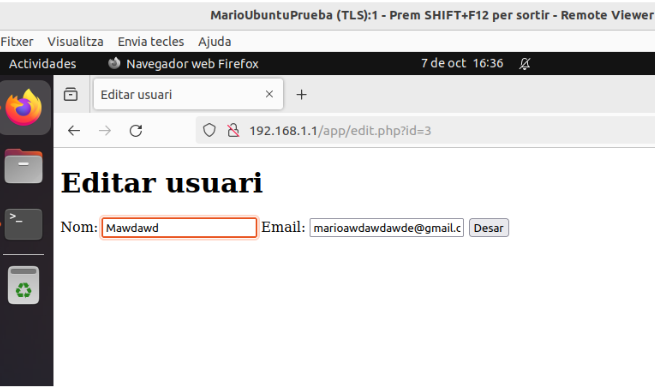 MarioUbuntuPrueba (TLS):1 - Prem SHIFT+F12 per sortir - Remote Viewer
Fitxer Visualitza Envia tecles Ajuda
Actividades Navegador web Firefox 7 de oct 16:36
Editar usuari
192.168.1.1/app/edit.php?id=3
Editar usuari
Nom: Mawdawd Email: marioawdawdawde@gmail.c Desar